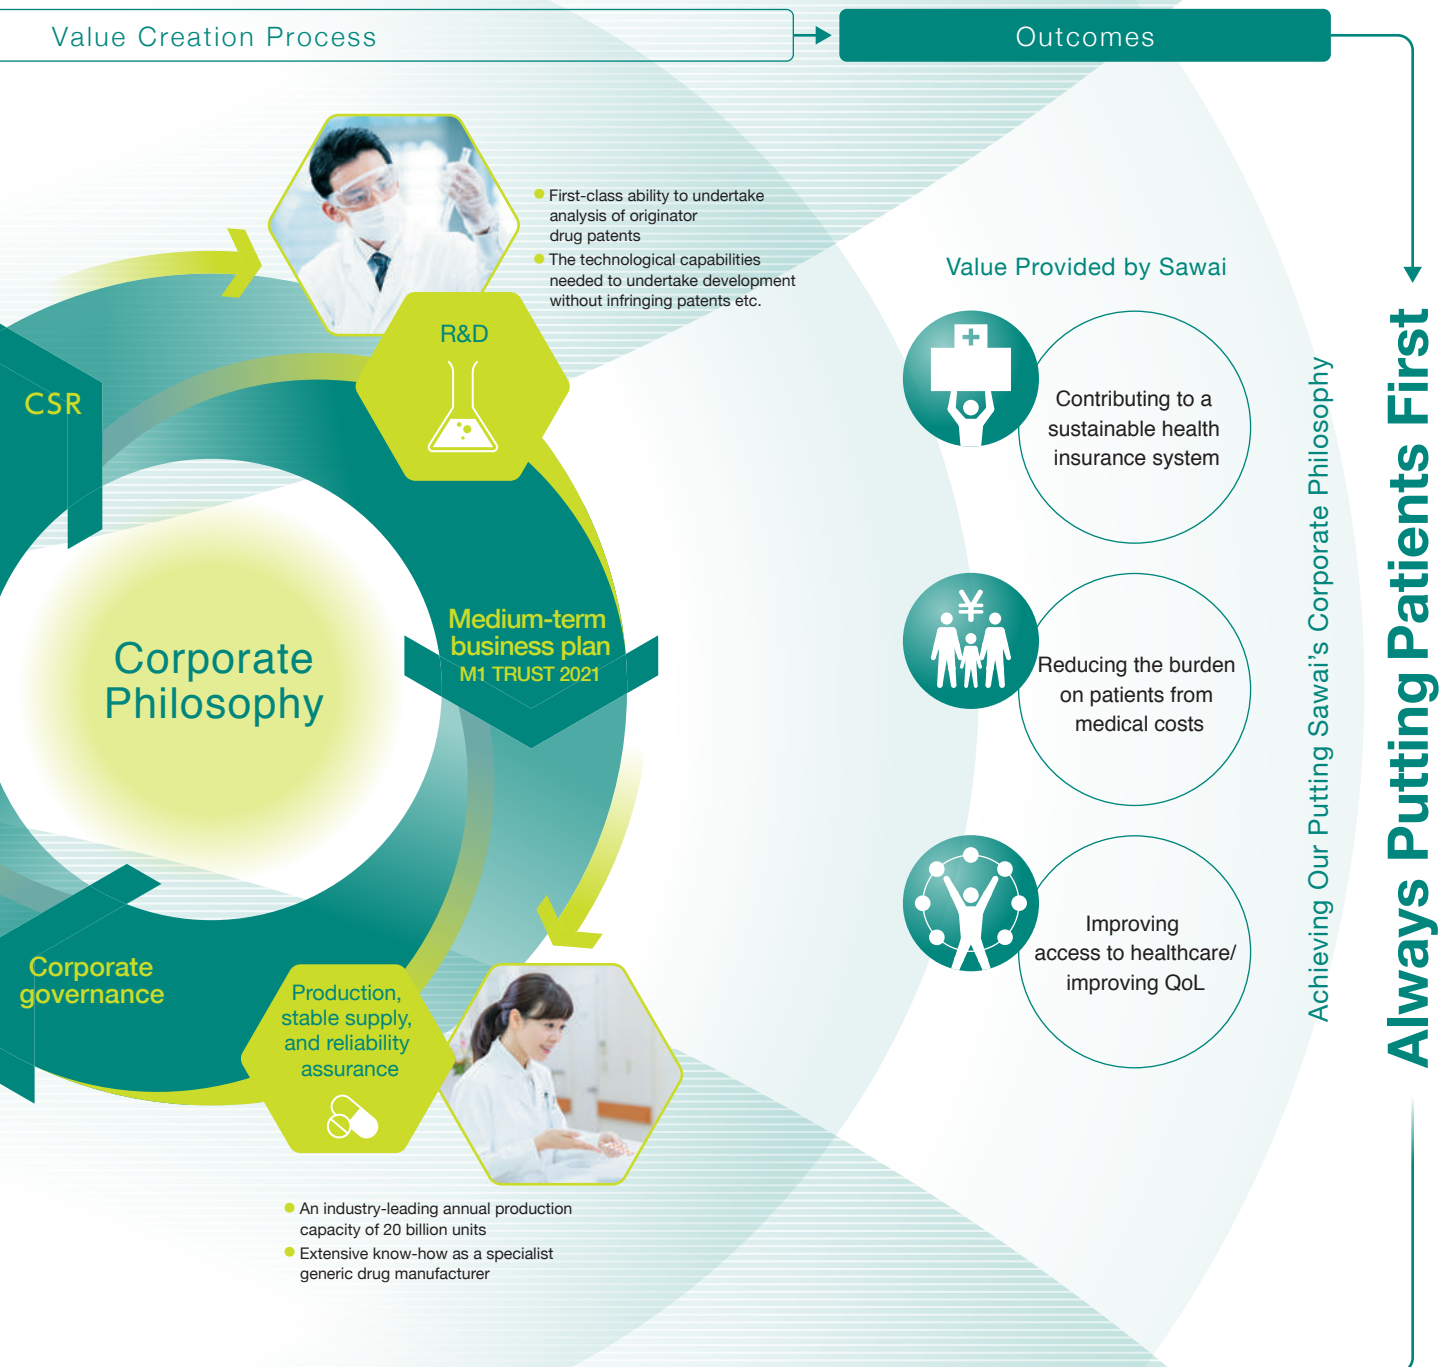 Value Creation Process
Outcomes
First-class ability to undertake
analysis of originator
drug patents
The technological capabilities
needed to undertake development
without infringing patents etc.
R&D
CSR
Medium-term
business plan
M1 TRUST 2021
Corporate
Philosophy
Corporate
governance
Production,
stable supply,
and reliability
assurance
An industry-leading annual production
capacity of 20 billion units
Extensive know-how as a specialist
generic drug manufacturer
Value Provided by Sawai
Contributing to a
sustainable health
insurance system
¥
Reducing the burden
on patients from
medical costs
Improving
access to healthcare/
improving QoL
Achieving Our Putting Sawai's Corporate Philosophy
Always Putting Patients First